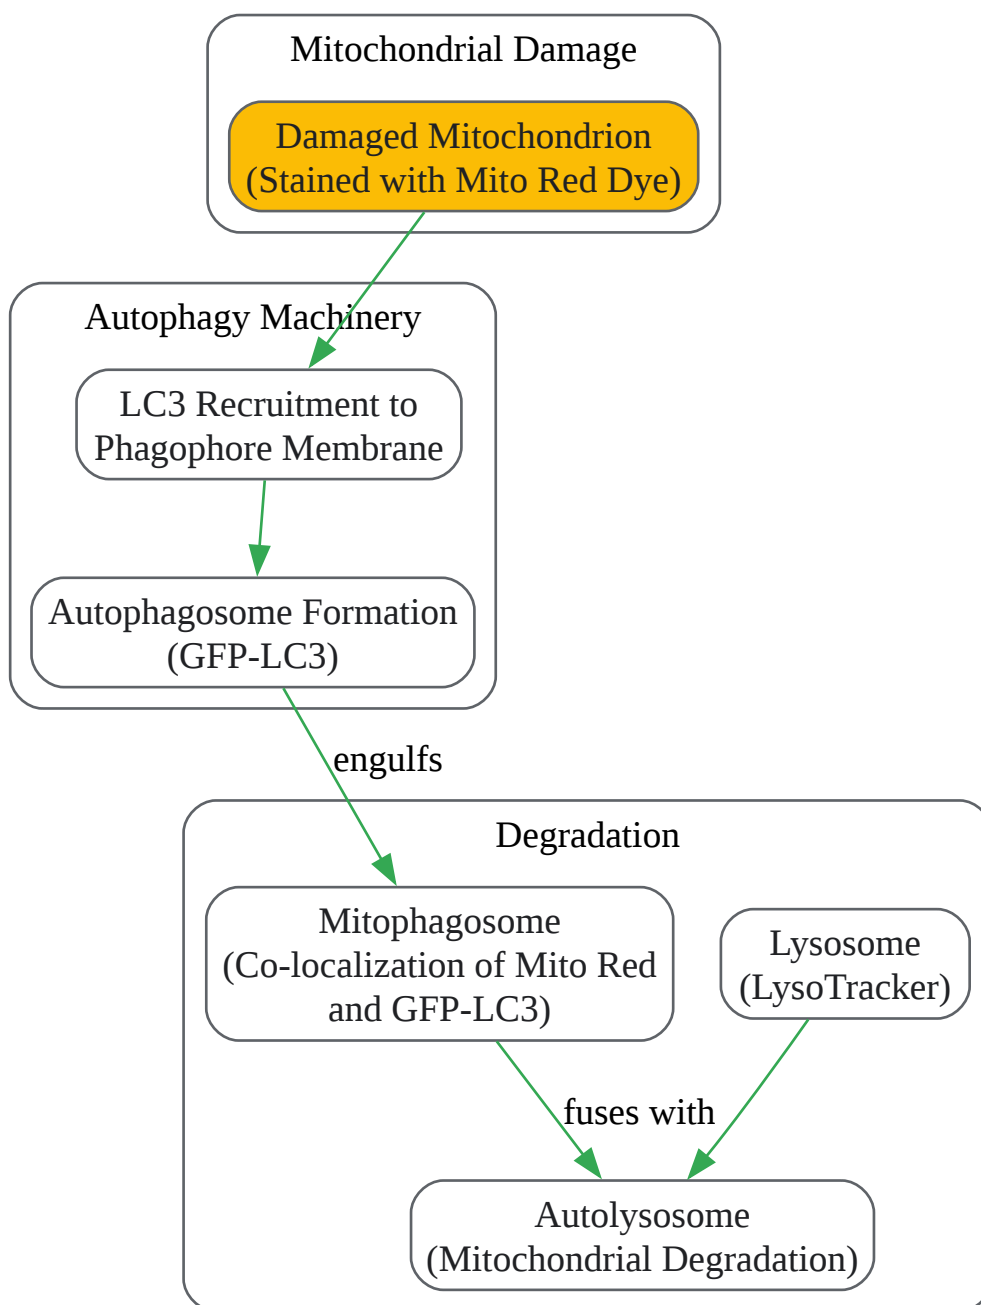 Mitochondrial Damage
Damaged Mitochondrion
(Stained with Mito Red Dye)
Autophagy Machinery
LC3 Recruitment to
Phagophore Membrane
Autophagosome Formation
(GFP-LC3)
engulfs
Degradation
Mitophagosome
(Co-localization of Mito Red
and GFP-LC3)
Lysosome
(LysoTracker)
fuses with
Autolysosome
(Mitochondrial Degradation)